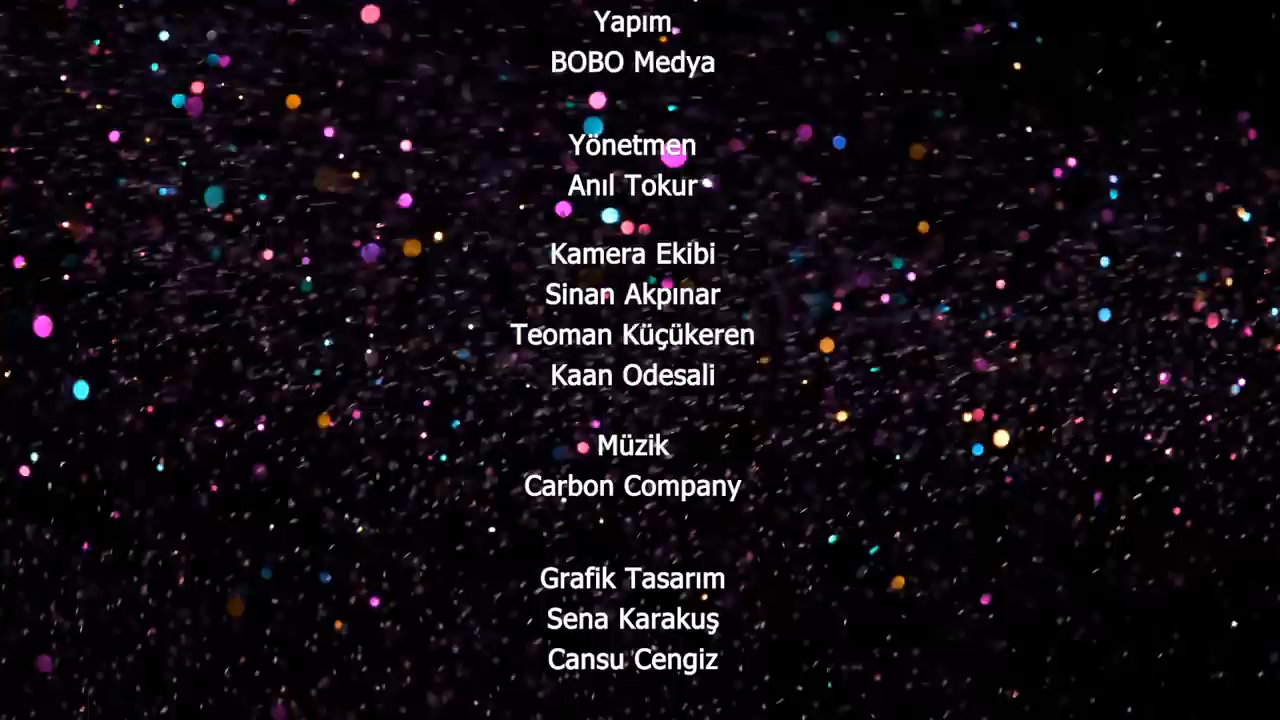 Yapım
BOBO Medya
Yönetmen
Anıl Tokur
Kamera Ekibi
Sinan Akpınar
Teoman Küçükeren
Kaan Odesali
Müzik
Carbon Company
Grafik Tasarım
Sena Karakuş
Cansu Cengiz